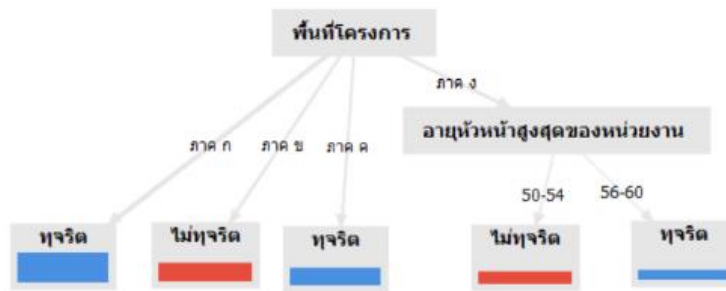 พื้นที่โครงการ
ภาค ง
อายุหัวหน้าสูงสุดของหน่วยงาน
ภาค ก ภาค ข ภาค ค
50-54 56-60
ทุจริต ไม่ทุจริต ทุจริต ไม่ทุจริต ทุจริต